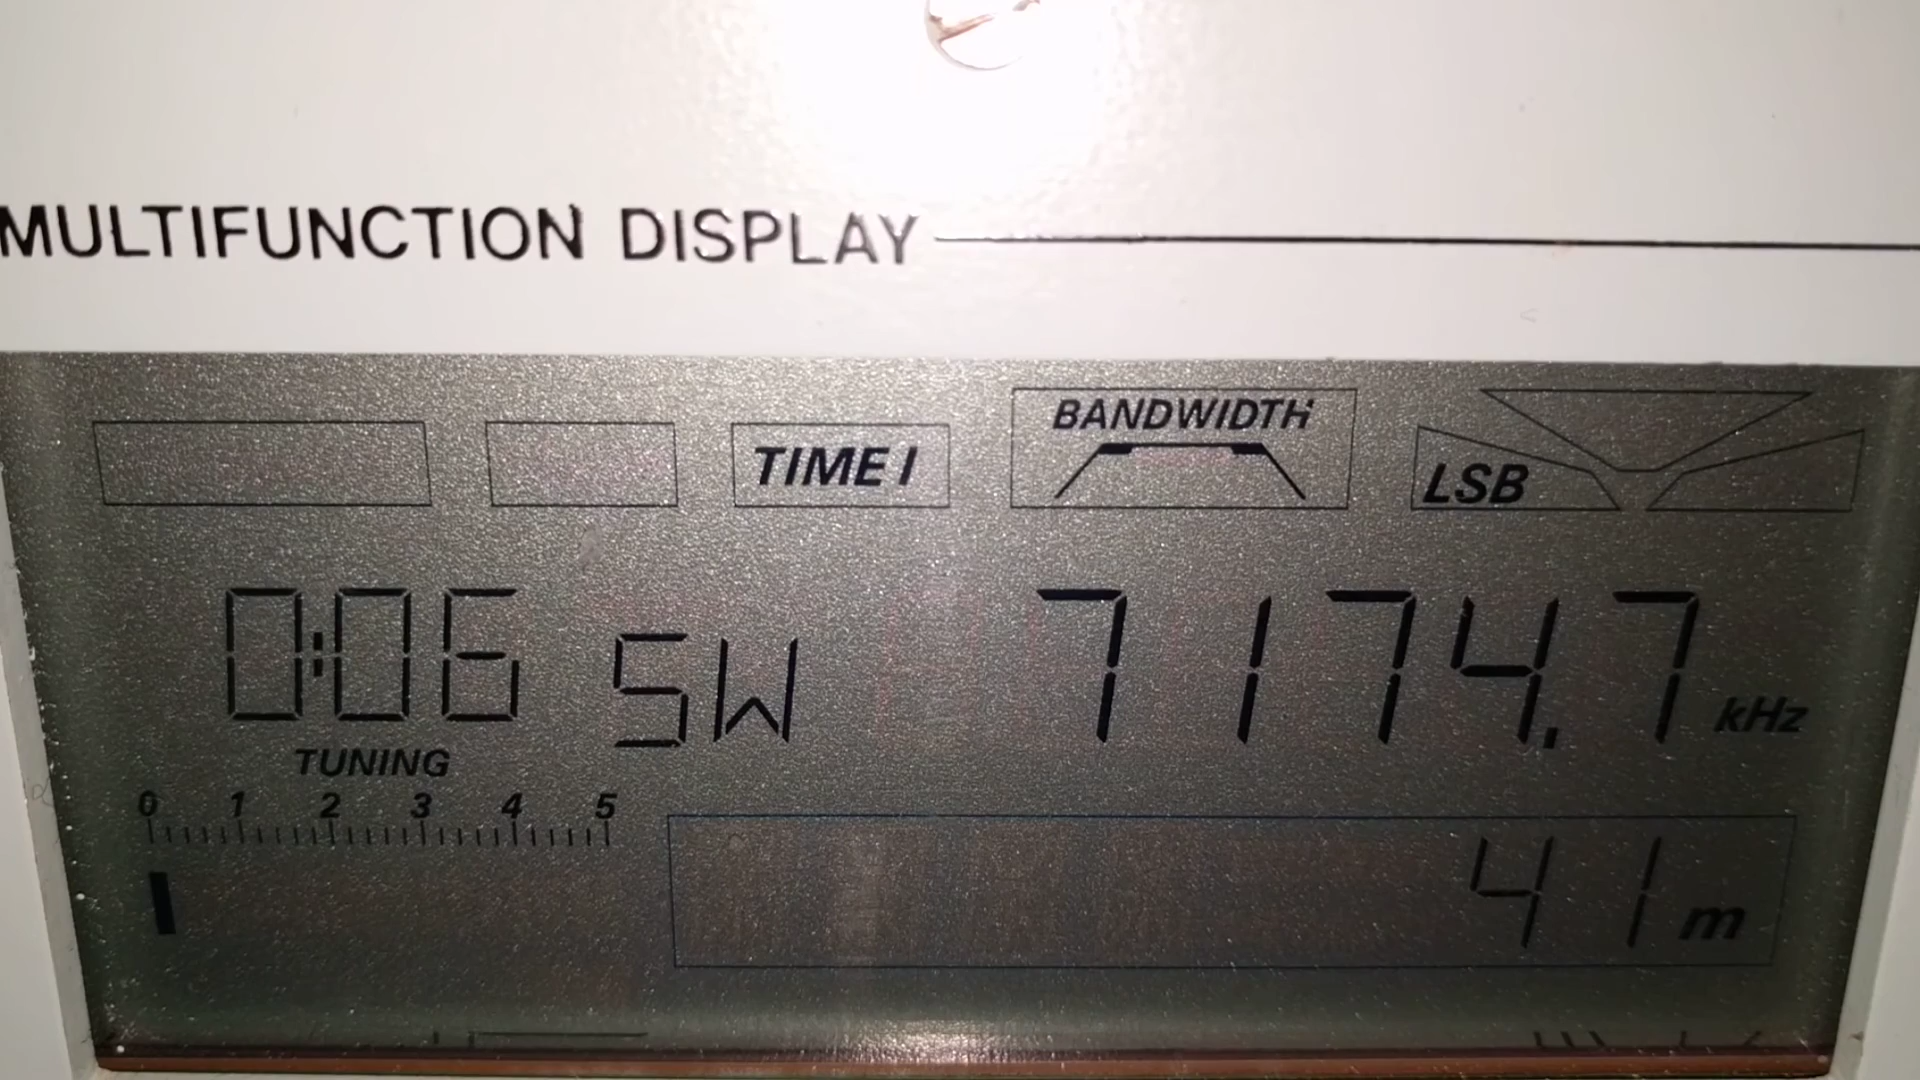 MULTIFUNCTION DISPLAY
TIME I
BANDWIDTH
LSB
0:06 SW 7174.7 kHz
TUNING
0 1 2 3 4 5
41 m